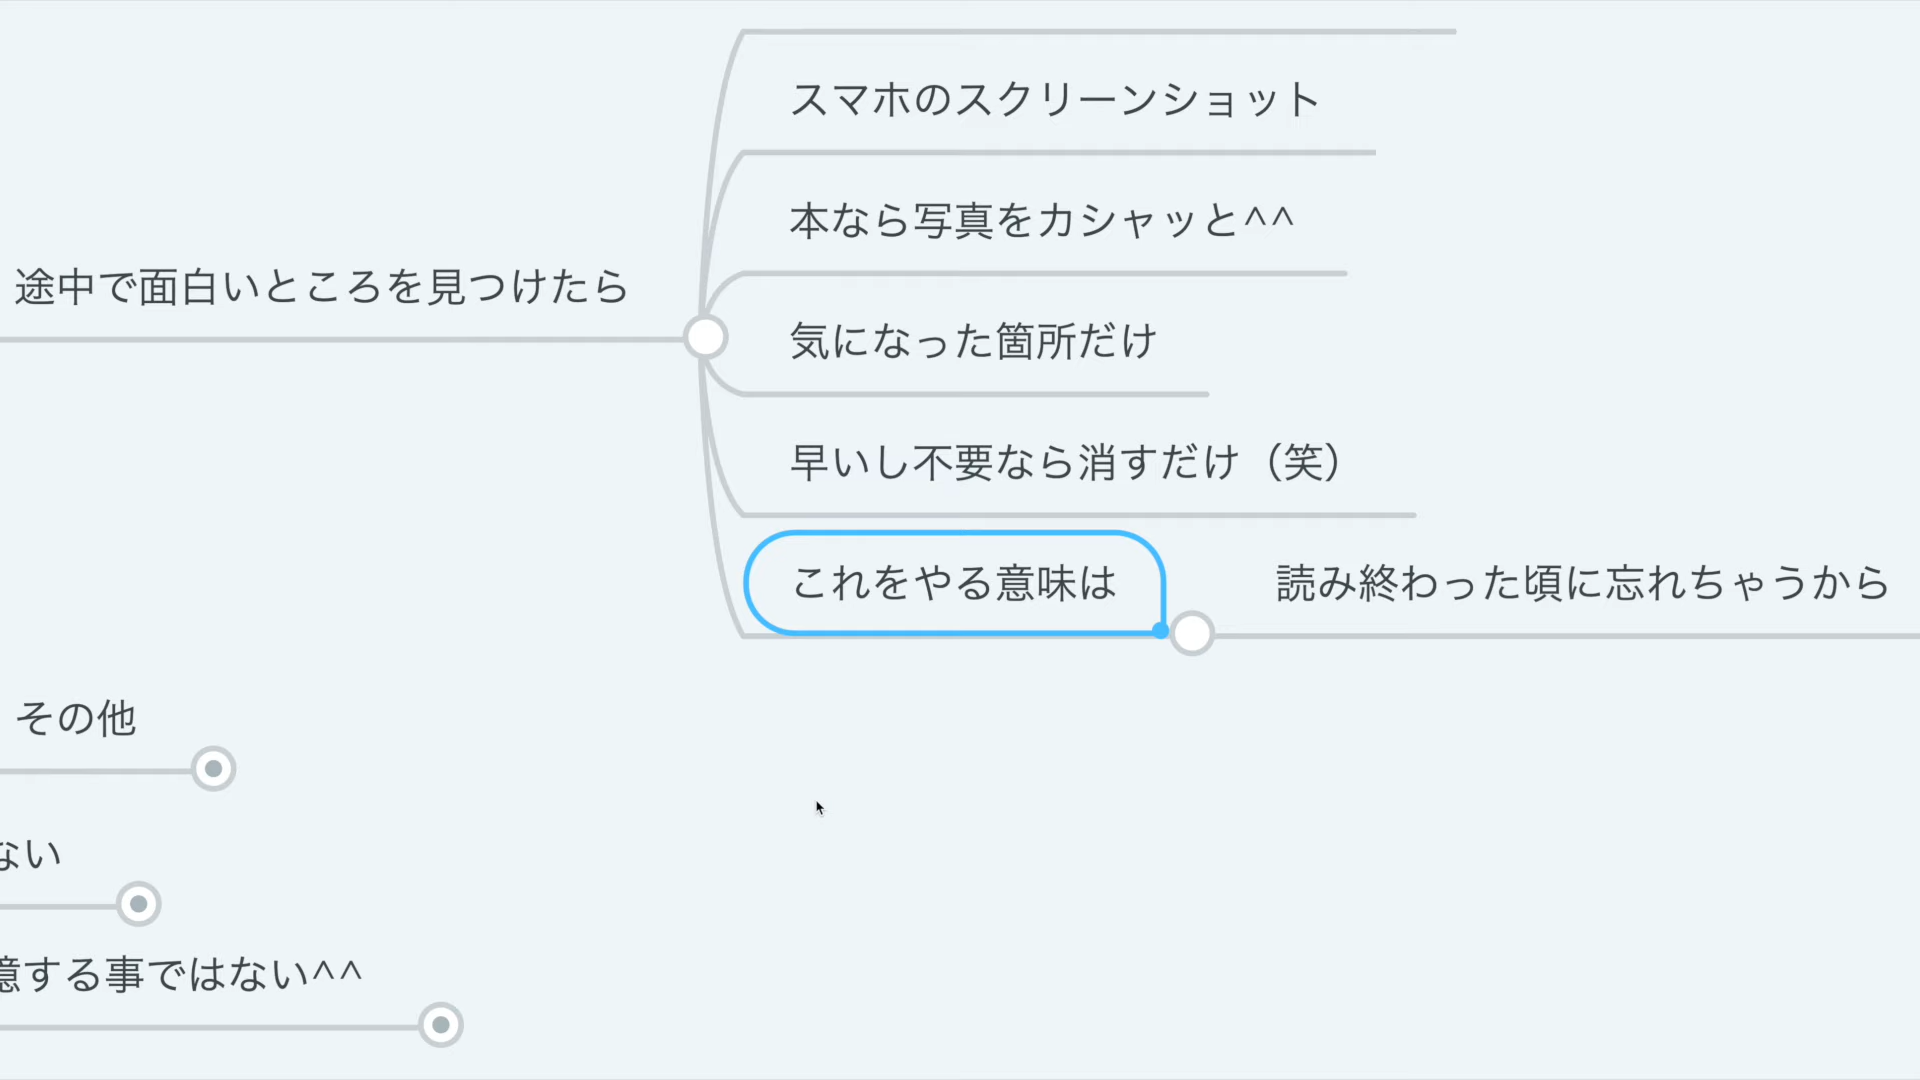 スマホのスクリーンショット
本なら写真をカシャッと^^
途中で面白いところを見つけたら
気になった箇所だけ
早いし不要なら消すだけ（笑）
これをやる意味は
読み終わった頃に忘れちゃうから
その他
ない
憶する事ではない^^